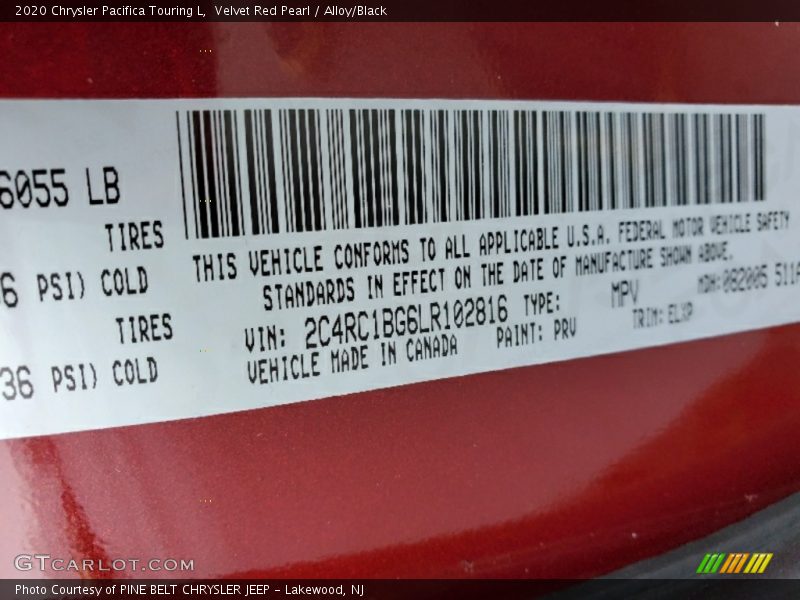 2020 Chrysler Pacifica Touring L, Velvet Red Pearl / Alloy/Black
6055 LB
TIRES
THIS VEHICLE CONFORMS TO ALL APPLICABLE U.S.A. FEDERAL MOTOR VEHICLE SAFETY
6 PSI) COLD
STANDARDS IN EFFECT ON THE DATE OF MANUFACTURE SHOWN ABOVE.
TIRES
VIN: 2C4RC1BG6LR102816 TYPE: MPV MDH: 082005 511A
36 PSI) COLD
VEHICLE MADE IN CANADA PAINT: PRV TRIM: ELXP
GTCARLOT.COM
Photo Courtesy of PINE BELT CHRYSLER JEEP - Lakewood, NJ